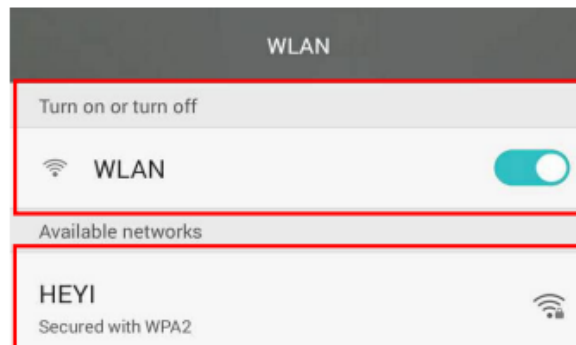 WLAN
Turn on or turn off
WLAN
Available networks
HEYI
Secured with WPA2